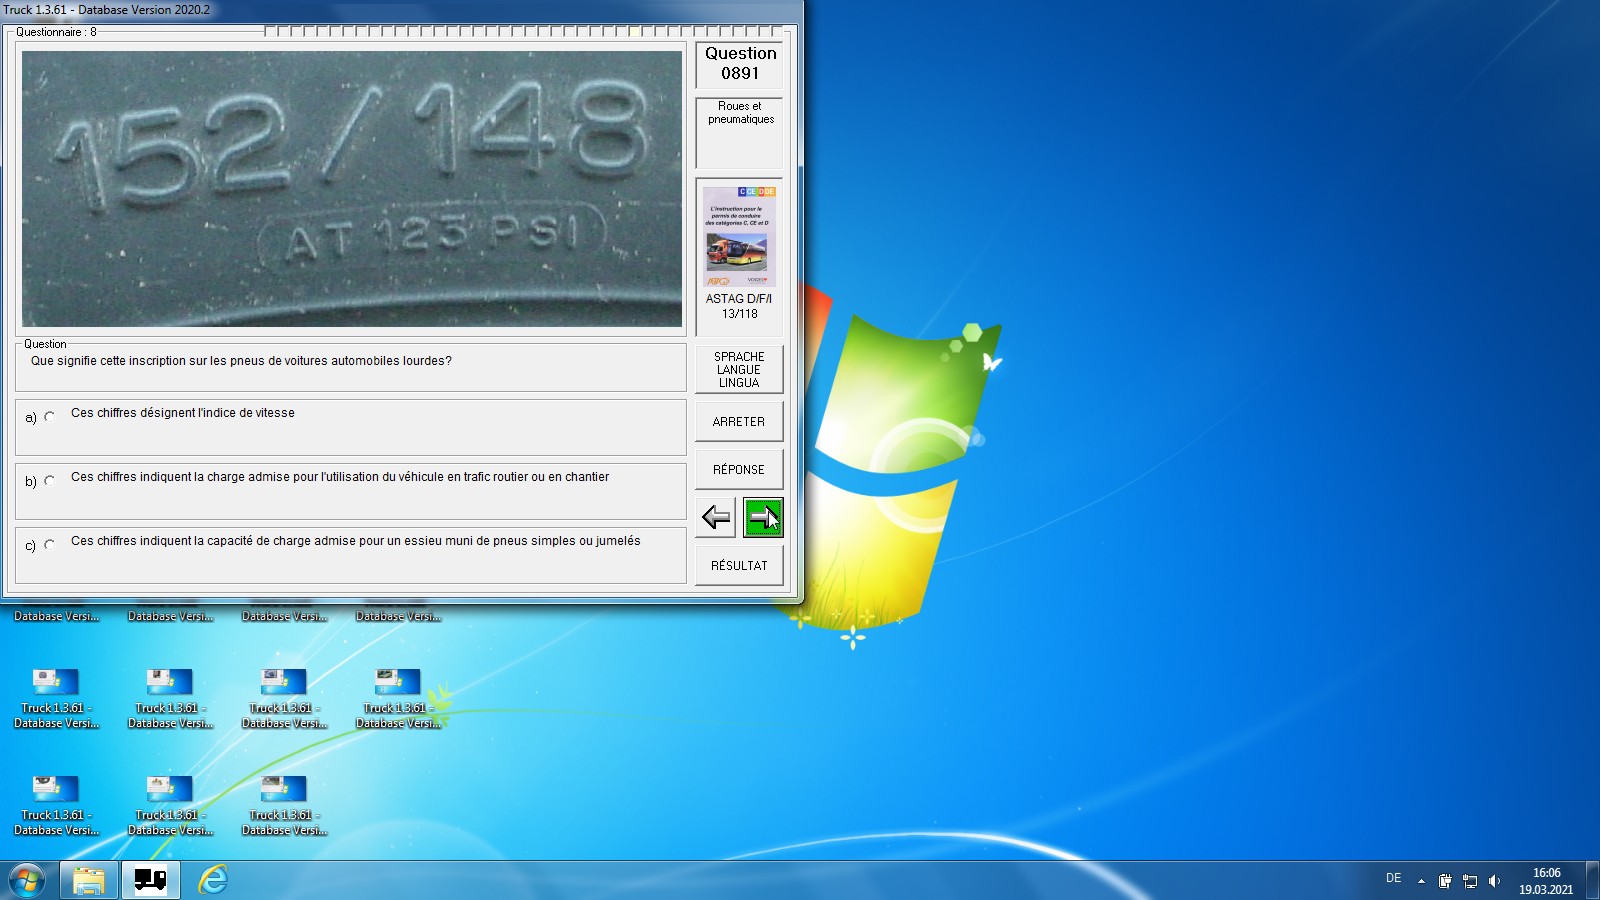 Truck 1.3.61 - Database Version 2020.2
Questionnaire : 8
152/148
AT 123 PSI
Question
0891
Roues et
pneumatiques
C CE D DE
L'instruction pour le
permis de conduire
des catégories C, CE et D
ASTAG D/F/I
13/118
Question
Que signifie cette inscription sur les pneus de voitures automobiles lourdes?
a) Ces chiffres désignent l'indice de vitesse
b) Ces chiffres indiquent la charge admise pour l'utilisation du véhicule en trafic routier ou en chantier
c) Ces chiffres indiquent la capacité de charge admise pour un essieu muni de pneus simples ou jumelés
SPRACHE
LANGUE
LINGUA
ARRETER
RÉPONSE
RÉSULTAT
Database Versi...
Database Versi...
Database Versi...
Database Versi...
Truck 1.3.61 -
Database Versi...
Truck 1.3.61 -
Database Versi...
Truck 1.3.61 -
Database Versi...
Truck 1.3.61 -
Database Versi...
Truck 1.3.61 -
Database Versi...
Truck 1.3.61 -
Database Versi...
Truck 1.3.61 -
Database Versi...
DE
16:06
19.03.2021